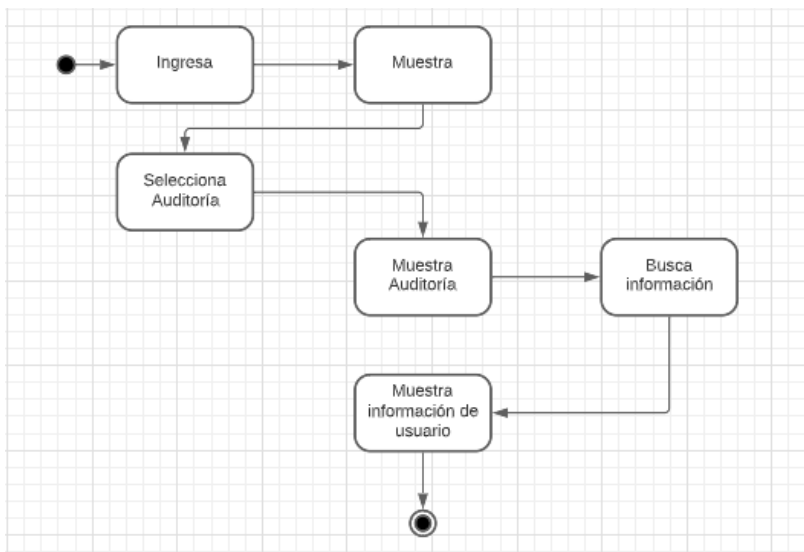 Ingresa
Muestra
Selecciona
Auditoría
Muestra
Auditoría
Busca
información
Muestra
información de
usuario